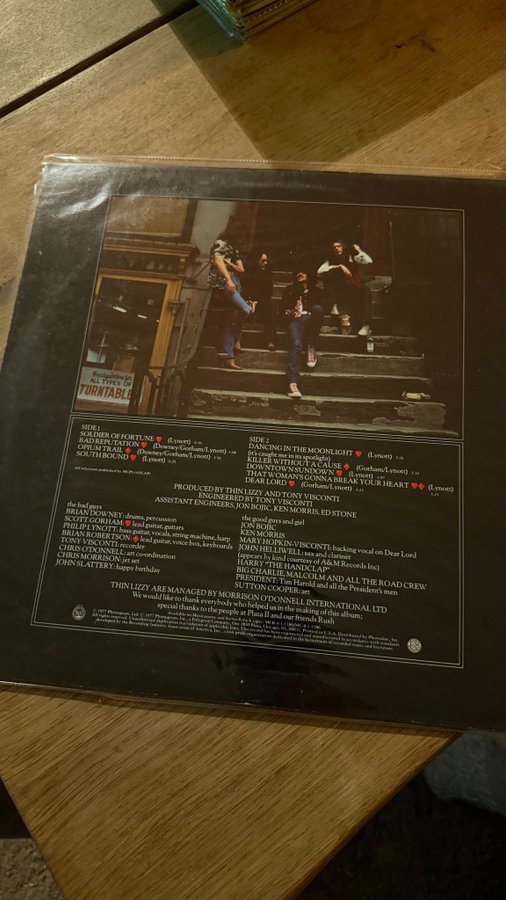 Headquarters for
ALL TYPES OF
TURNTABLE
SIDE 1
SOLDIER OF FORTUNE ♥ (Lynott)
BAD REPUTATION ♥ (Downey/Gorham/Lynott)
OPIUM TRAIL ♦ (Downey/Gorham/Lynott)
SOUTH BOUND ♥ (Lynott)
SIDE 2
DANCING IN THE MOONLIGHT ♥ (Lynott)
(it's caught me in its spotlight)
KILLER WITHOUT A CAUSE ♦ (Gorham/Lynott)
DOWNTOWN SUNDOWN ♥ (Lynott)
THAT WOMAN'S GONNA BREAK YOUR HEART ♥♦ (Lynott)
DEAR LORD ♥ (Gorham/Lynott)
PRODUCED BY THIN LIZZY AND TONY VISCONTI
ENGINEERED BY TONY VISCONTI
ASSISTANT ENGINEERS, JON BOJIC, KEN MORRIS, ED STONE
the bad guys
BRIAN DOWNEY: drums, percussion
SCOTT GORHAM: ♥ lead guitar, guitars
PHILIP LYNOTT: bass guitar, vocals, string machine, harp
BRIAN ROBERTSON: ♦ lead guitar, voice box, keyboards
TONY VISCONTI: recorder
CHRIS O'DONNELL: art coordination
CHRIS MORRISON: jet set
JOHN SLATTERY: happy birthday
the good guys and girl
JON BOJIC
KEN MORRIS
MARY HOPKIN-VISCONTI: backing vocal on Dear Lord
JOHN HELLIWELL: sax and clarinet
(appears by kind courtesy of A&M Records Inc)
HARRY "THE HANDCLAP"
BIG CHARLIE, MALCOLM AND ALL THE ROAD CREW
PRESIDENT: Tim Harold and all the President's men
SUTTON COOPER: art
THIN LIZZY ARE MANAGED BY MORRISON O'DONNELL INTERNATIONAL LTD
We would like to thank everybody who helped us in the making of this album;
special thanks to the people at Plaza II and our friends Rush